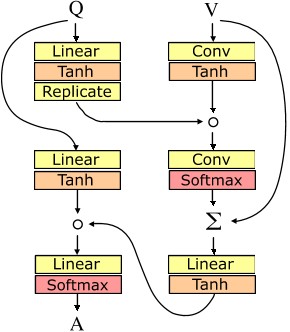 Q V
Linear Conv
Tanh Tanh
Replicate
Linear Conv
Tanh Softmax
Σ
Linear Linear
Softmax Tanh
A